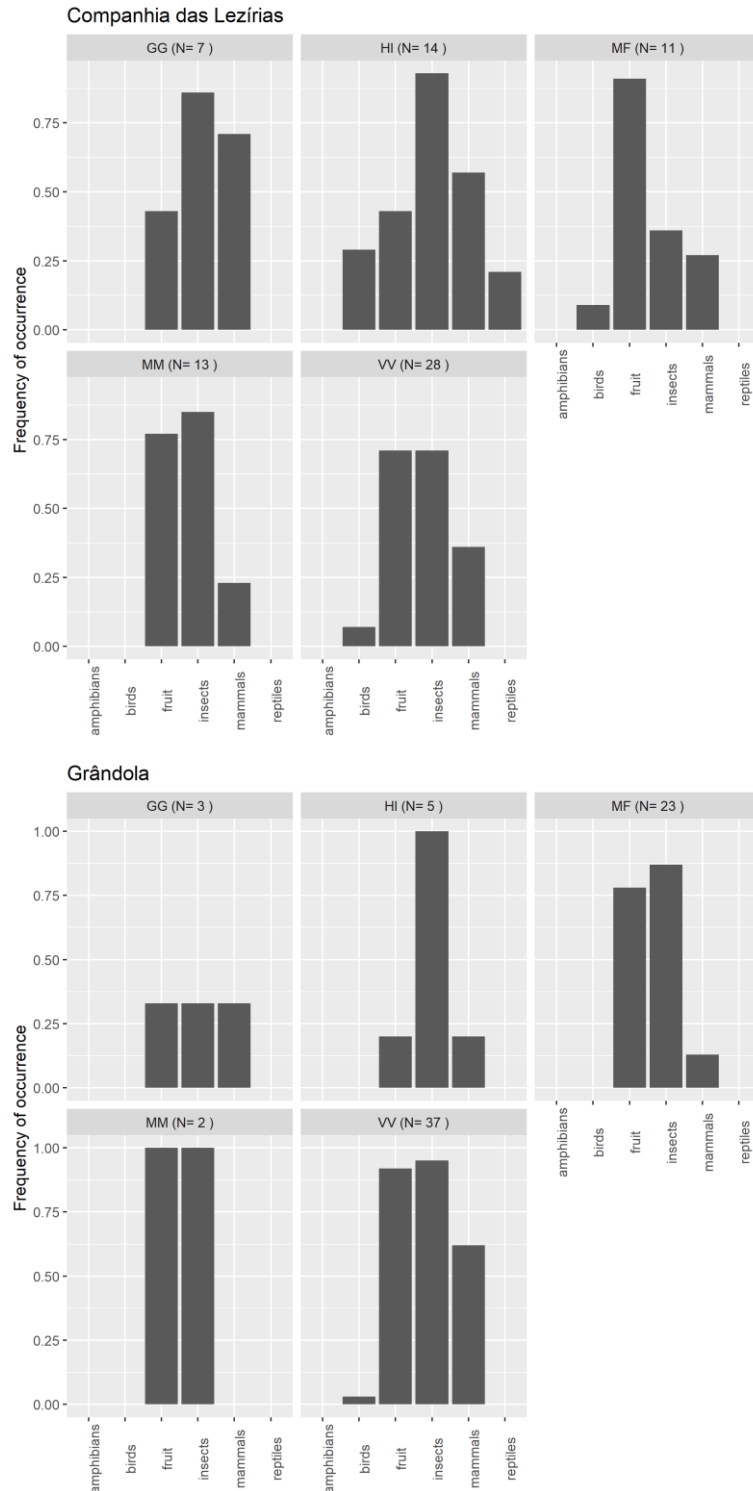 Companhia das Lezírias
GG (N= 7 )
HI (N= 14 )
MF (N= 11 )
0.75
0.50
0.25
0.00
MM (N= 13 )
VV (N= 28 )
amphibians
birds
fruit
insects
mammals
reptiles
0.75
0.50
0.25
0.00
Frequency of occurrence
amphibians
birds
fruit
insects
mammals
reptiles
amphibians
birds
fruit
insects
mammals
reptiles
Grândola
GG (N= 3 )
HI (N= 5 )
MF (N= 23 )
1.00
0.75
0.50
0.25
0.00
MM (N= 2 )
VV (N= 37 )
amphibians
birds
fruit
insects
mammals
reptiles
1.00
0.75
0.50
0.25
0.00
Frequency of occurrence
amphibians
birds
fruit
insects
mammals
reptiles
amphibians
birds
fruit
insects
mammals
reptiles